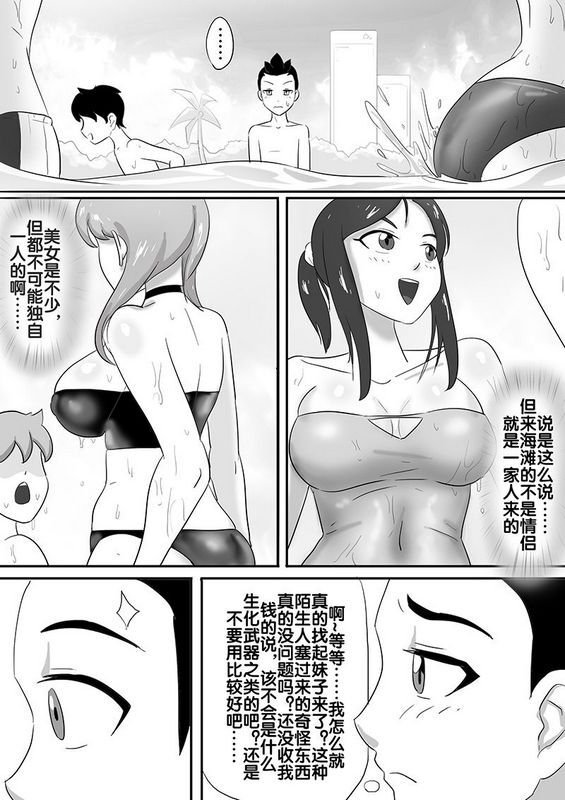 ……
说是这么说……
但来海滩的不是情侣
就是一家人来的
美女是不少，
但都不可能独自
一人的啊……
啊~等等……我怎么就
真的找起妹子来了？这种
陌生人塞过来的奇怪东西
真的没问题吗？还没收我
钱的说，该不会是什么
生化武器之类的吧？还是
不要用比较好吧……